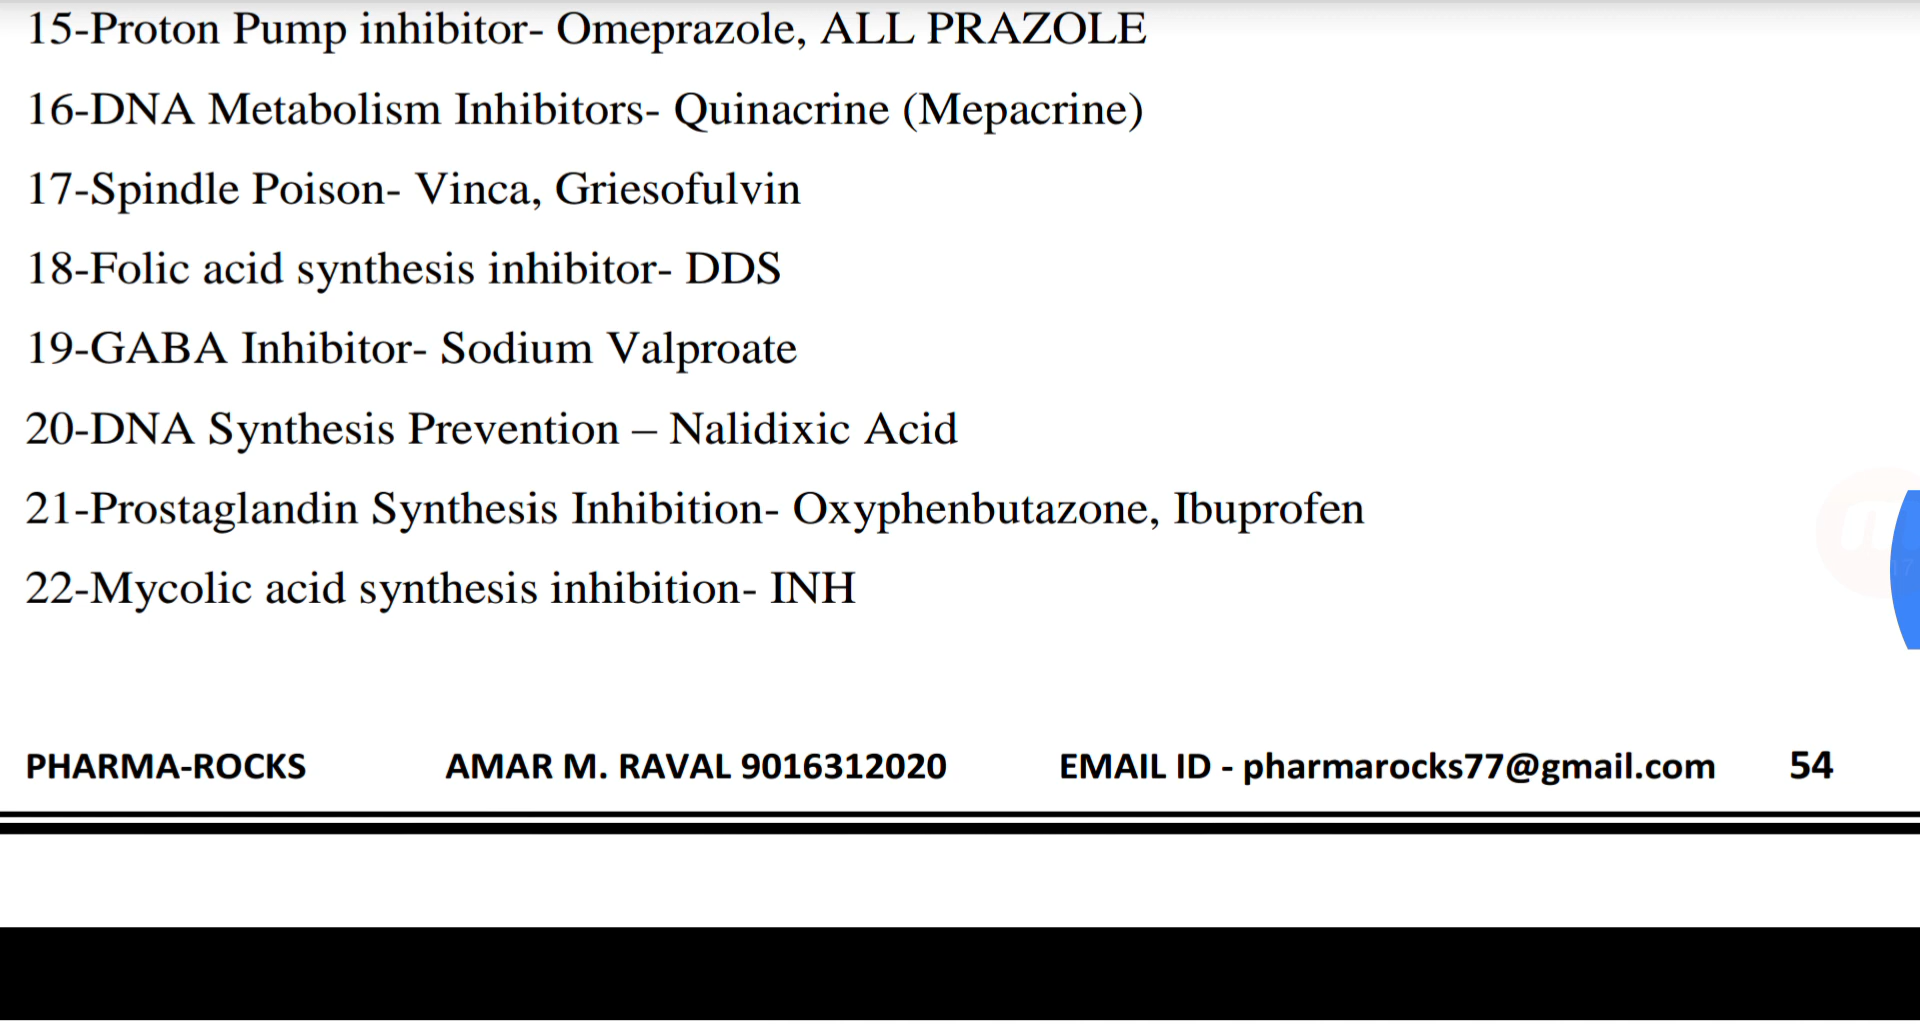 15-Proton Pump inhibitor- Omeprazole, ALL PRAZOLE
16-DNA Metabolism Inhibitors- Quinacrine (Mepacrine)
17-Spindle Poison- Vinca, Griesofulvin
18-Folic acid synthesis inhibitor- DDS
19-GABA Inhibitor- Sodium Valproate
20-DNA Synthesis Prevention – Nalidixic Acid
21-Prostaglandin Synthesis Inhibition- Oxyphenbutazone, Ibuprofen
22-Mycolic acid synthesis inhibition- INH
PHARMA-ROCKS AMAR M. RAVAL 9016312020 EMAIL ID - pharmarocks77@gmail.com 54